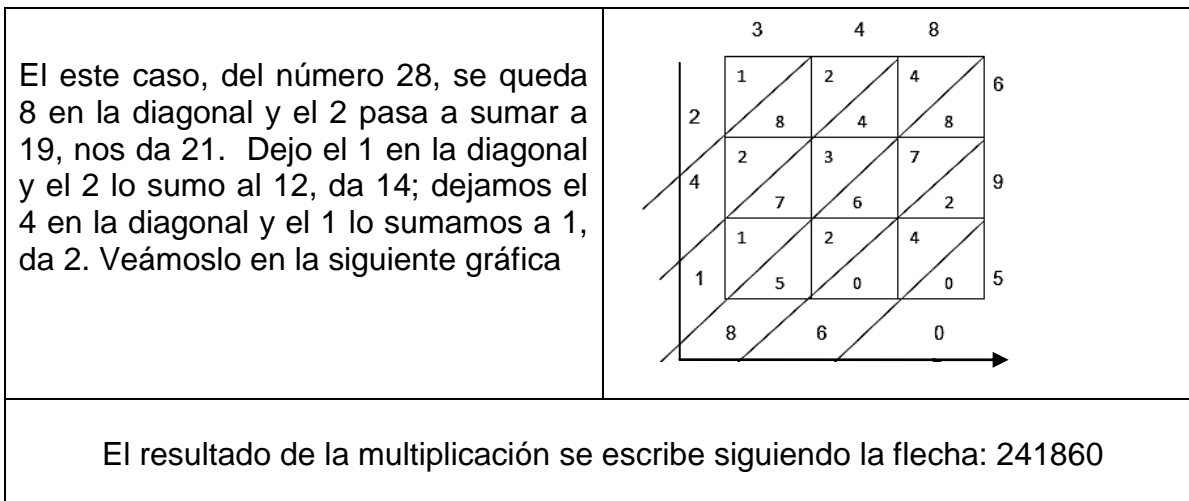 El este caso, del número 28, se queda
8 en la diagonal y el 2 pasa a sumar a
19, nos da 21. Dejo el 1 en la diagonal
y el 2 lo sumo al 12, da 14; dejamos el
4 en la diagonal y el 1 lo sumamos a 1,
da 2. Veámoslo en la siguiente gráfica
3 4 8
1 2 4 6
2 8 4 8
2 3 7
4 9
7 6 2
1 2 4
1 5 0 0 5
8 6 0
El resultado de la multiplicación se escribe siguiendo la flecha: 241860